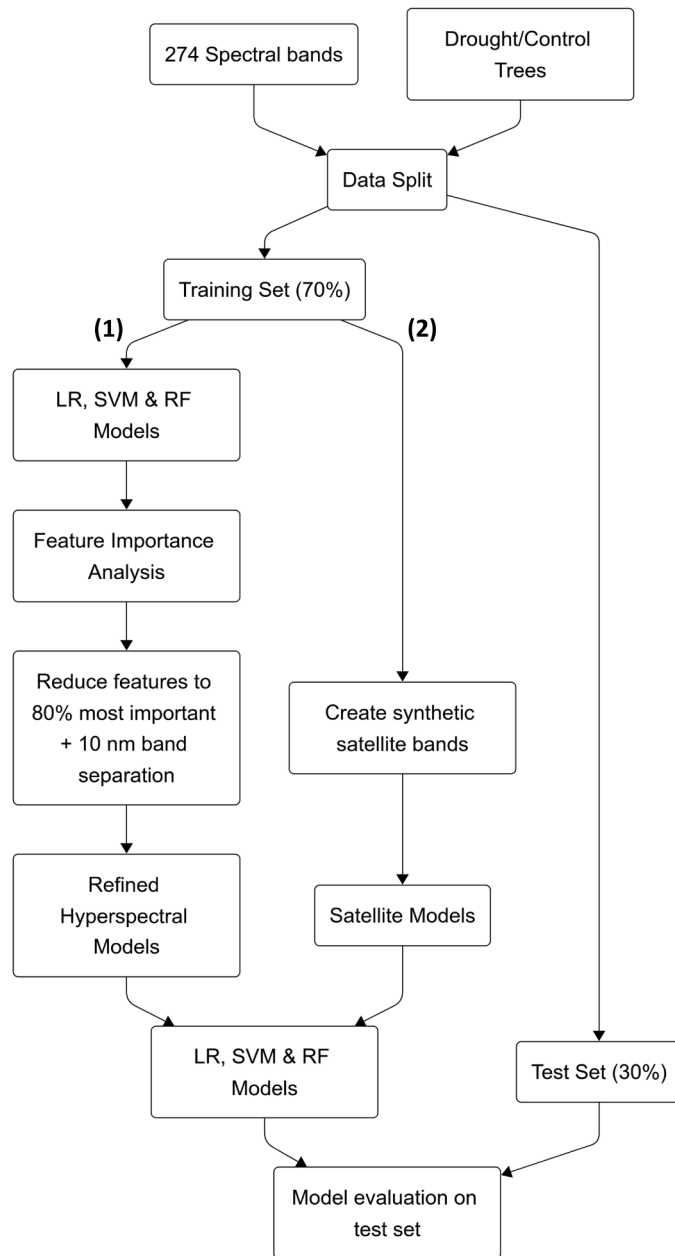 274 Spectral bands
Drought/Control
Trees
Data Split
Training Set (70%)
(1)
(2)
LR, SVM & RF
Models
Feature Importance
Analysis
Reduce features to
80% most important
+ 10 nm band
separation
Create synthetic
satellite bands
Refined
Hyperspectral
Models
Satellite Models
LR, SVM & RF
Models
Test Set (30%)
Model evaluation on
test set